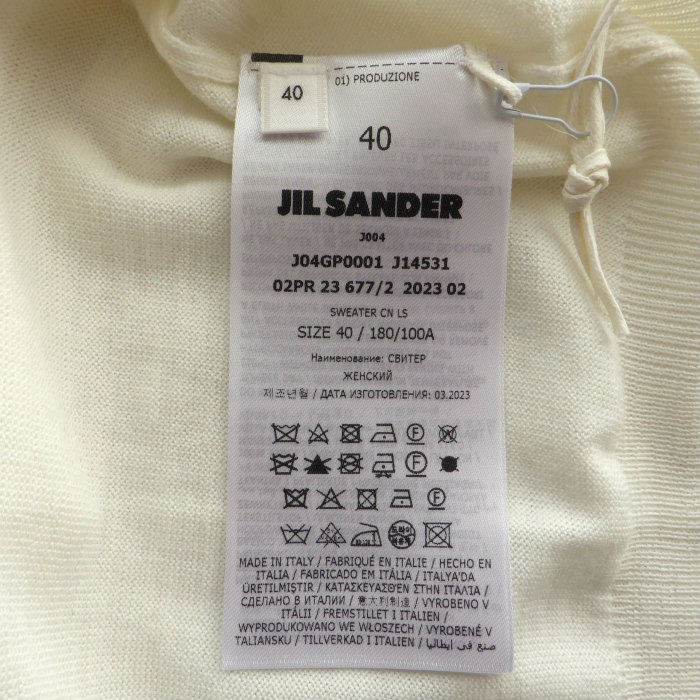 40
01) PRODUZIONE
40
JIL SANDER
J004
J04GP0001 J14531
02PR 23 677/2 2023 02
SWEATER CN LS
SIZE 40 / 180/100A
Наименование: СВИТЕР
ЖЕНСКИЙ
제조년월 / ДАТА ИЗГОТОВЛЕНИЯ: 03.2023
MADE IN ITALY / FABRIQUÉ EN ITALIE / HECHO EN
ITALIA / FABRICADO EM ITÁLIA / ITALYA'DA
ÜRETILMIŞTIR / ΚΑΤΑΣΚΕΥΑΣΘΕΝ ΣΤΗΝ ΙΤΑΛΊΑ /
СДЕЛАНО В ИТАЛИИ / 意大利制造 / VYROBENO V
ITÁLII / FREMSTILLET I ITALIEN /
WYPRODUKOWANO WE WŁOSZECH / VYROBENÉ V
TALIANSKU / TILLVERKAD I ITALIEN / صنع في ايطاليا